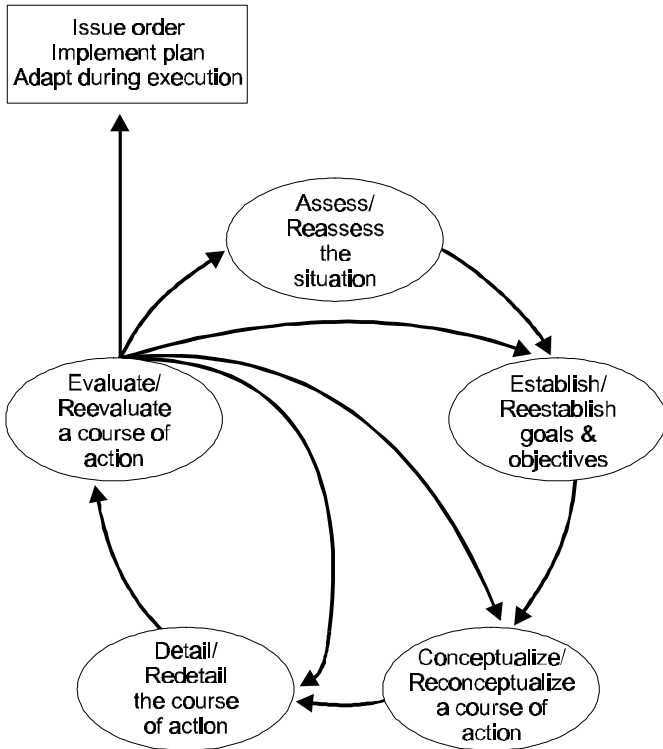 Issue order
Implement plan
Adapt during execution
Assess/
Reassess
the
situation
Evaluate/
Reevaluate
a course of
action
Establish/
Reestablish
goals &
objectives
Detail/
Redetail
the course
of action
Conceptualize/
Reconceptualize
a course of
action